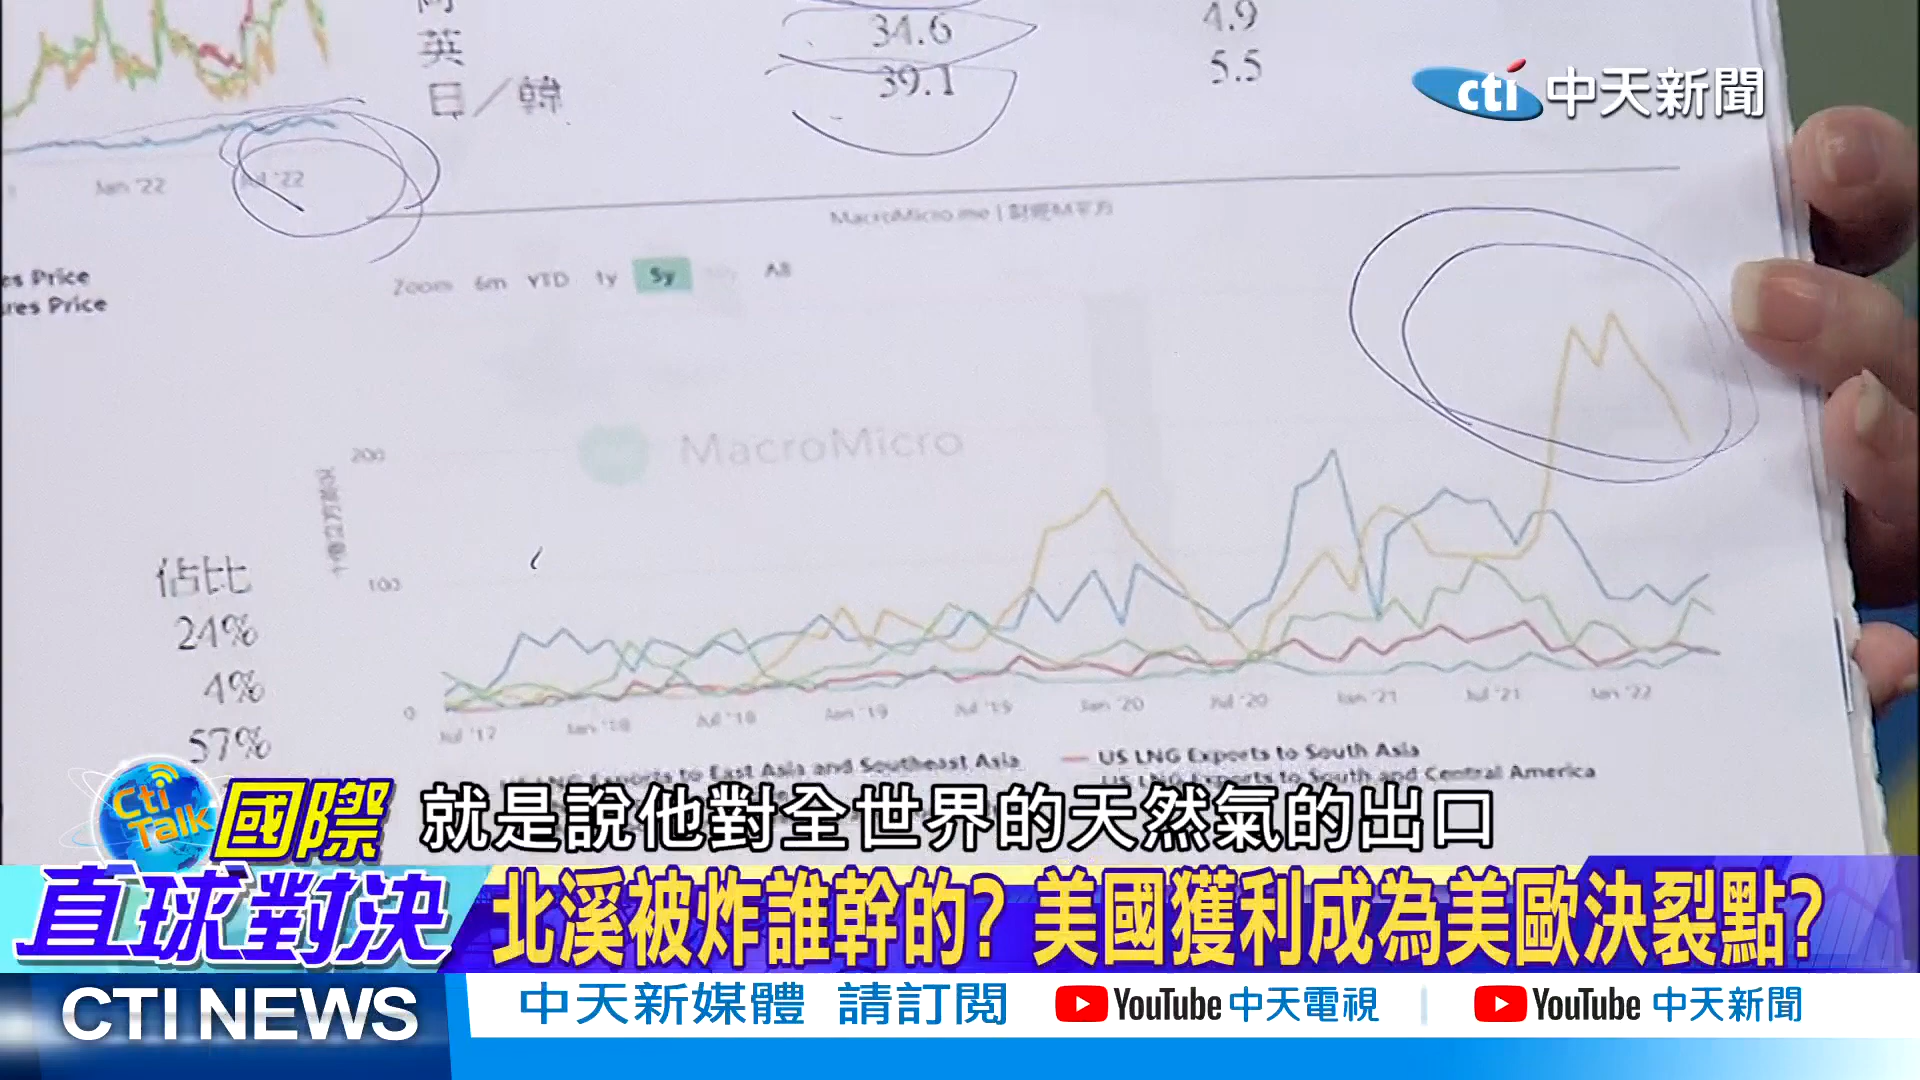 34.6 4.9
英
39.1 5.5
日／韓
cti 中天新聞
Jan '22
'22
MacroMicro.me | 財經M平方
Zoom 6m YTD 1y 5y All
es Price
ures Price
MacroMicro
200
100
0
佔比
24%
4%
57%
Jul '17 Jan '18 Jul '18 Jan '19 Jul '19 Jan '20 Jul '20 Jan '21 Jul '21 Jan '22
US LNG Exports to East Asia and Southeast Asia
US LNG Exports to South Asia
US LNG Exports to South and Central America
Cti Talk
國際
直球對決
就是說他對全世界的天然氣的出口
北溪被炸誰幹的? 美國獲利成為美歐決裂點?
CTI NEWS
中天新媒體 請訂閱 YouTube 中天電視 | YouTube 中天新聞